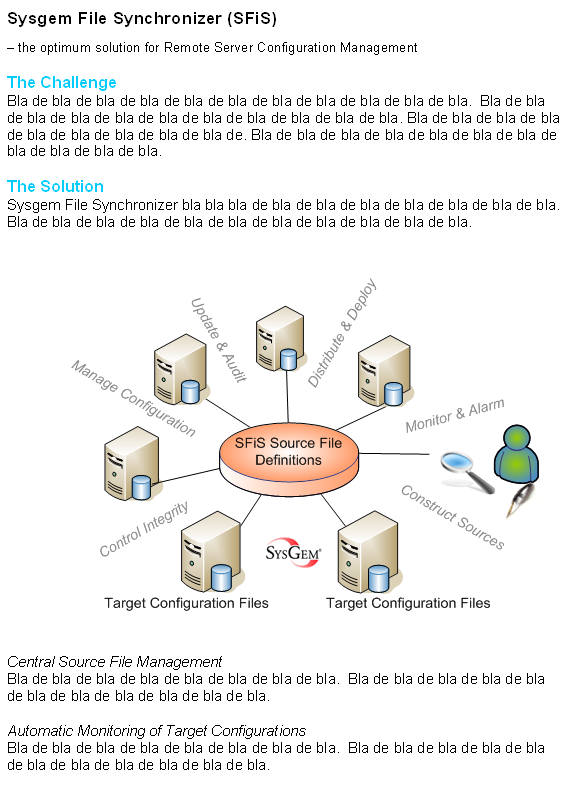 Sysgem File Synchronizer (SFiS)
– the optimum solution for Remote Server Configuration Management
The Challenge
Bla de bla de bla de bla de bla de bla de bla de bla de bla de bla de bla.  Bla de bla
de bla de bla de bla de bla de bla de bla de bla de bla de bla. Bla de bla de bla de bla
de bla de bla de bla de bla de bla de. Bla de bla de bla de bla de bla de bla de bla de
bla de bla de bla de bla.
The Solution
Sysgem File Synchronizer bla bla bla de bla de bla de bla de bla de bla de bla de bla.
Bla de bla de bla de bla de bla de bla de bla de bla de bla de bla de bla.
Update & Audit
Distribute & Deploy
Manage Configuration
Monitor & Alarm
SFiS Source File
Definitions
Control Integrity
Construct Sources
SYSGEM®
Target Configuration Files
Target Configuration Files
Central Source File Management
Bla de bla de bla de bla de bla de bla de bla de bla.  Bla de bla de bla de bla de bla
de bla de bla de bla de bla de bla de bla.
Automatic Monitoring of Target Configurations
Bla de bla de bla de bla de bla de bla de bla de bla.  Bla de bla de bla de bla de bla
de bla de bla de bla de bla de bla de bla.